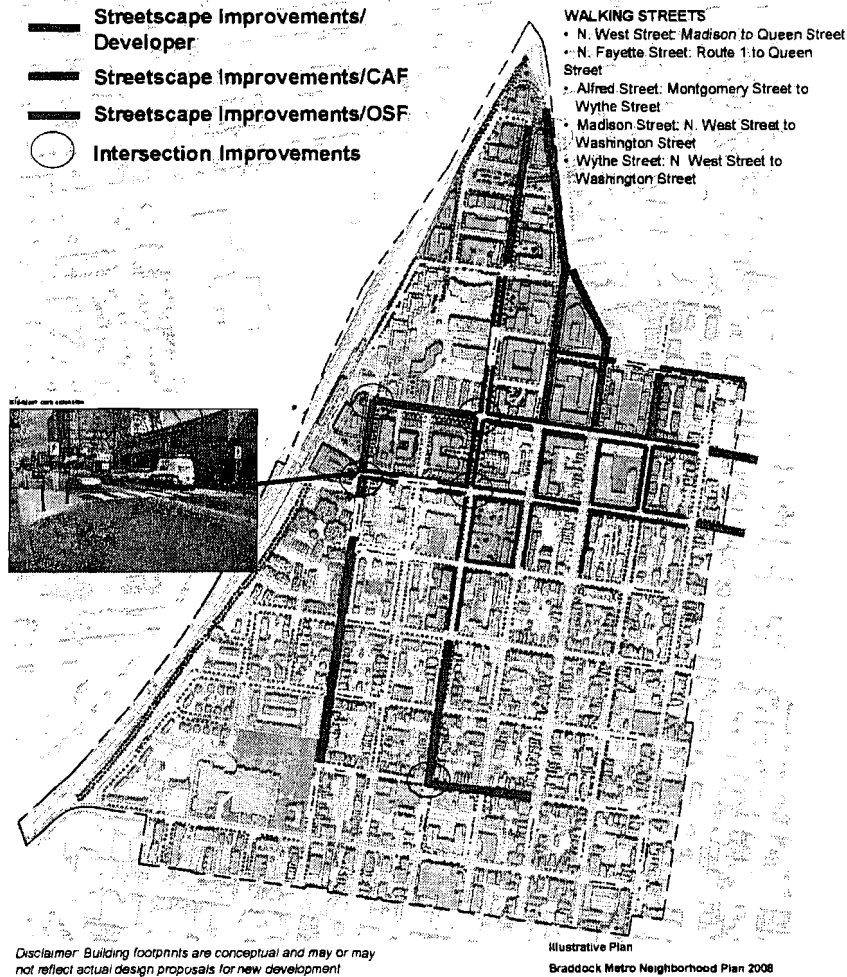 Streetscape Improvements/
Developer
Streetscape Improvements/CAF
Streetscape Improvements/OSF
Intersection Improvements
WALKING STREETS
• N. West Street: Madison to Queen Street
• N. Fayette Street: Route 1 to Queen
Street
• Alfred Street: Montgomery Street to
Wythe Street
• Madison Street: N. West Street to
Washington Street
• Wythe Street: N West Street to
Washington Street
Disclaimer Building footprints are conceptual and may or may
not reflect actual design proposals for new development
Illustrative Plan
Braddock Metro Neighborhood Plan 2008